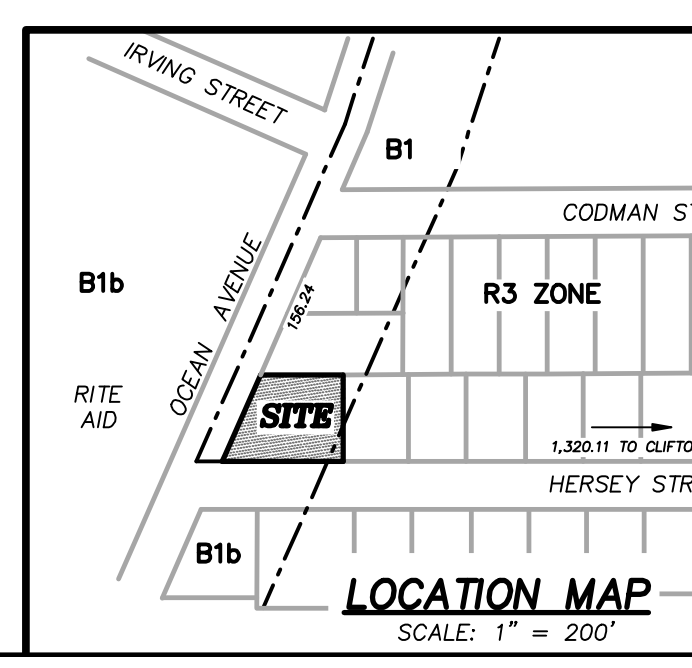 IRVING STREET
B1
CODMAN ST
OCEAN AVENUE
B1b
156.24
R3 ZONE
RITE
AID
SITE
1,320.11 TO CLIFTO
HERSEY STR
B1b
LOCATION MAP
SCALE: 1" = 200'